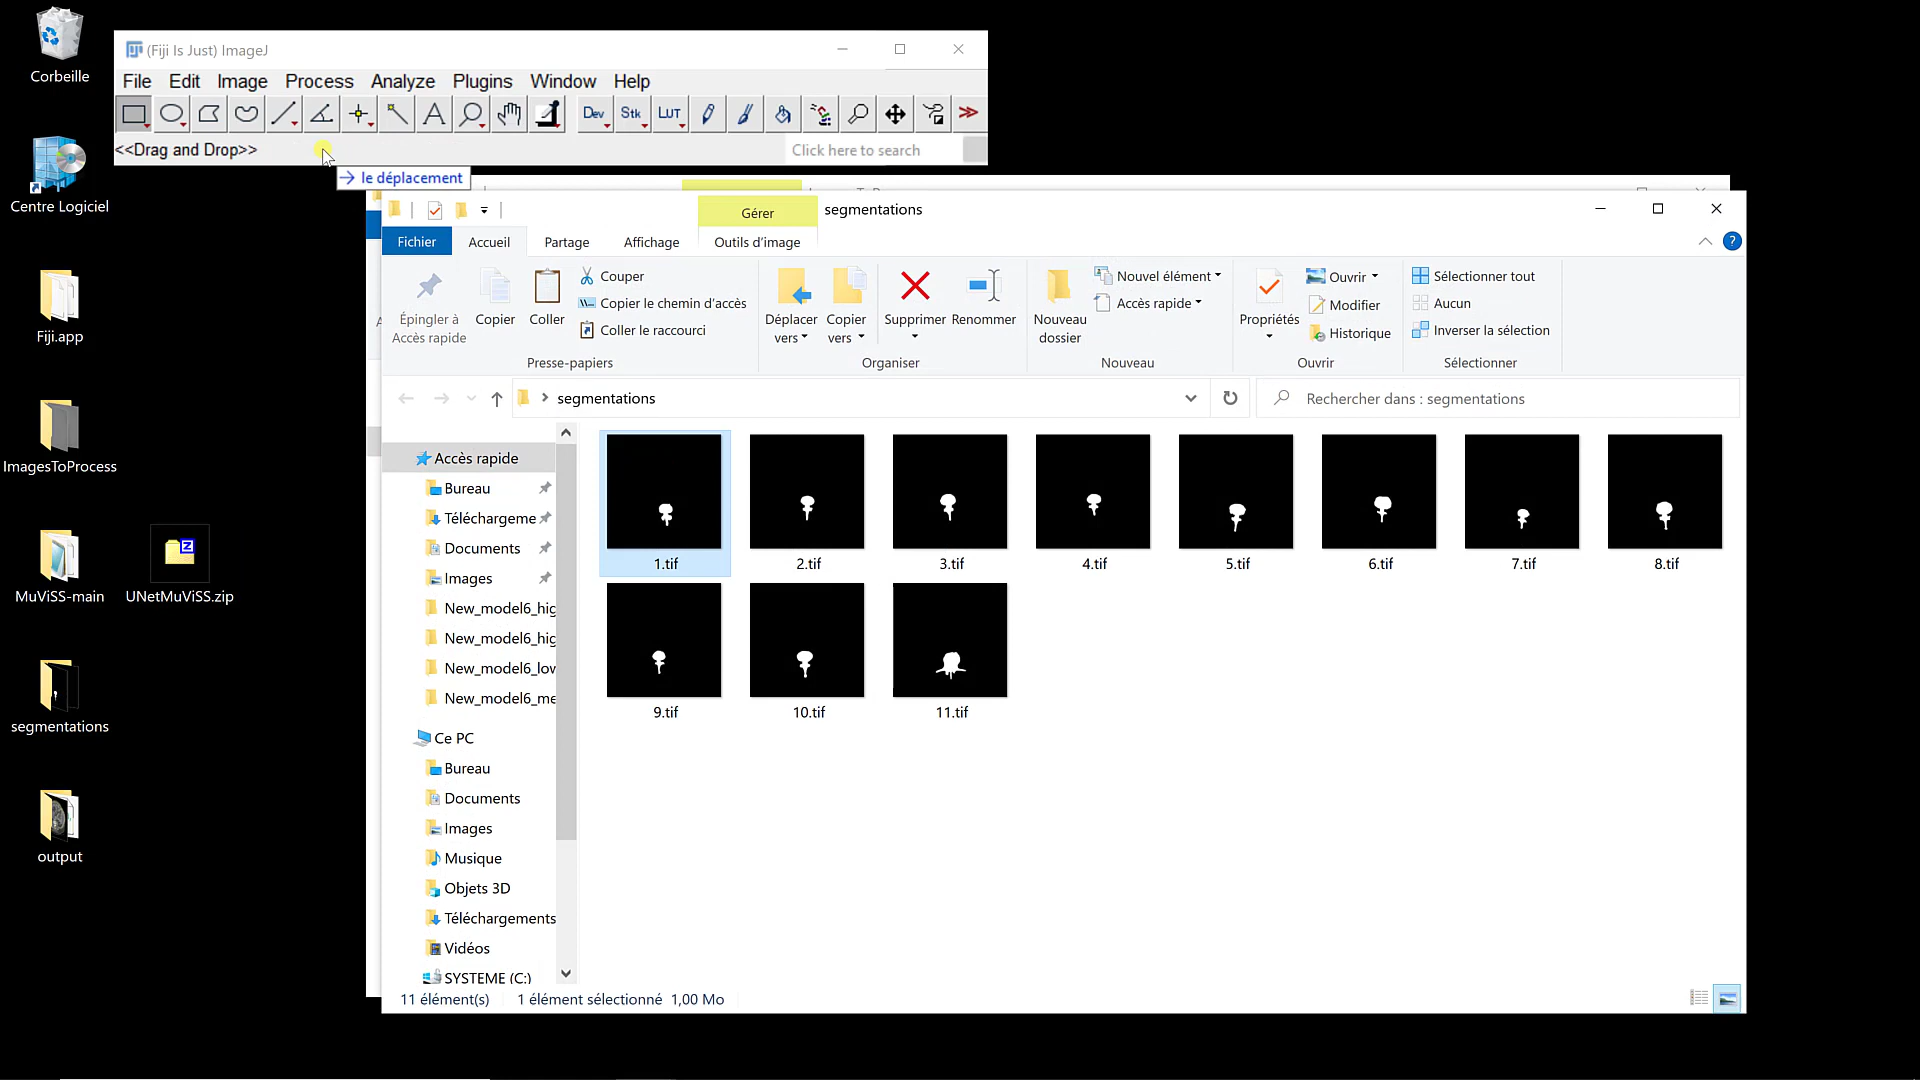 Corbeille
Centre Logiciel
Fiji.app
ImagesToProcess
MuViSS-main
UNetMuViSS.zip
segmentations
output
(Fiji Is Just) ImageJ
File Edit Image Process Analyze Plugins Window Help
Dev Stk LUT
<<Drag and Drop>>
Click here to search
le déplacement
Gérer
segmentations
Fichier Accueil Partage Affichage Outils d'image
Épingler à Accès rapide
Copier
Coller
Couper
Copier le chemin d'accès
Coller le raccourci
Presse-papiers
Déplacer vers
Copier vers
Supprimer
Renommer
Organiser
Nouveau dossier
Nouvel élément
Accès rapide
Nouveau
Propriétés
Ouvrir
Modifier
Historique
Ouvrir
Sélectionner tout
Aucun
Inverser la sélection
Sélectionner
segmentations
Rechercher dans : segmentations
Accès rapide
Bureau
Téléchargeme
Documents
Images
New_model6_hig
New_model6_hig
New_model6_lov
New_model6_me
Ce PC
Bureau
Documents
Images
Musique
Objets 3D
Téléchargements
Vidéos
SYSTEME (C:)
1.tif
2.tif
3.tif
4.tif
5.tif
6.tif
7.tif
8.tif
9.tif
10.tif
11.tif
11 élément(s)
1 élément sélectionné 1,00 Mo